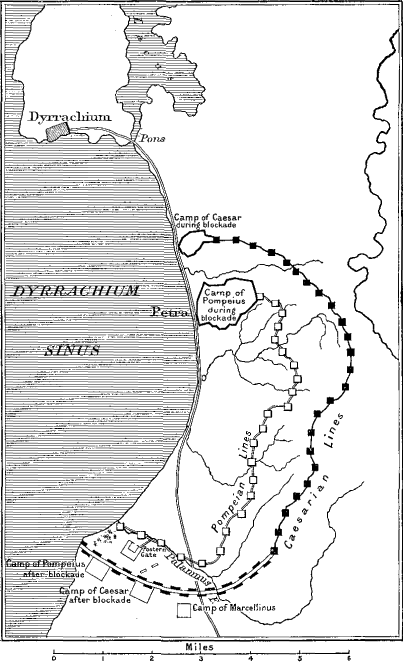 Dyrrachium
Pons
Camp of Caesar
during blockade
DYRRACHIUM
SINUS
Camp of
Pompeius
during
blockade
Petra
Pompeian Lines
Caesarian Lines
Postern
Gate
Palamnus F.
Camp of Pompeius
after blockade
Camp of Caesar
after blockade
Camp of Marcellinus
Miles
0 1 2 3 4 5 6